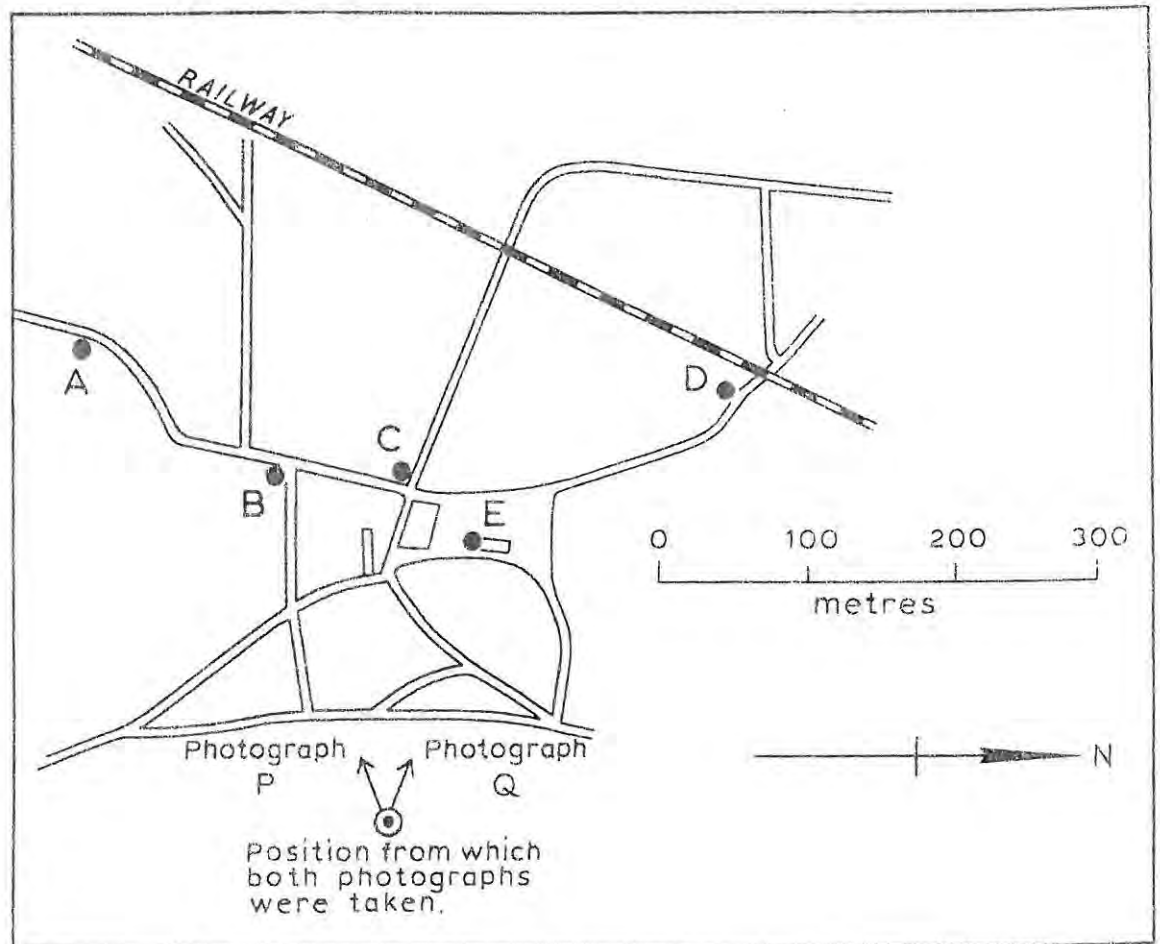 RAILWAY
A
B
C
D
E
0 100 200 300
metres
Photograph
P
Photograph
Q
N
Position from which
both photographs
were taken.